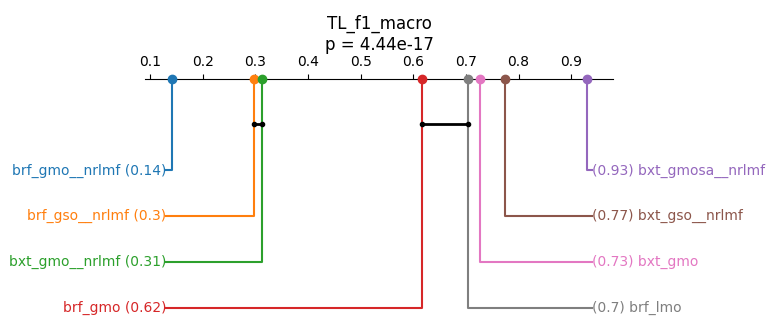 TL_f1_macro
p = 4.44e-17
0.1 0.2 0.3 0.4 0.5 0.6 0.7 0.8 0.9
brf_gmo__nrlmf (0.14)
(0.93) bxt_gmosa__nrlmf
brf_gso__nrlmf (0.3)
(0.77) bxt_gso__nrlmf
bxt_gmo__nrlmf (0.31)
(0.73) bxt_gmo
brf_gmo (0.62)
(0.7) brf_lmo